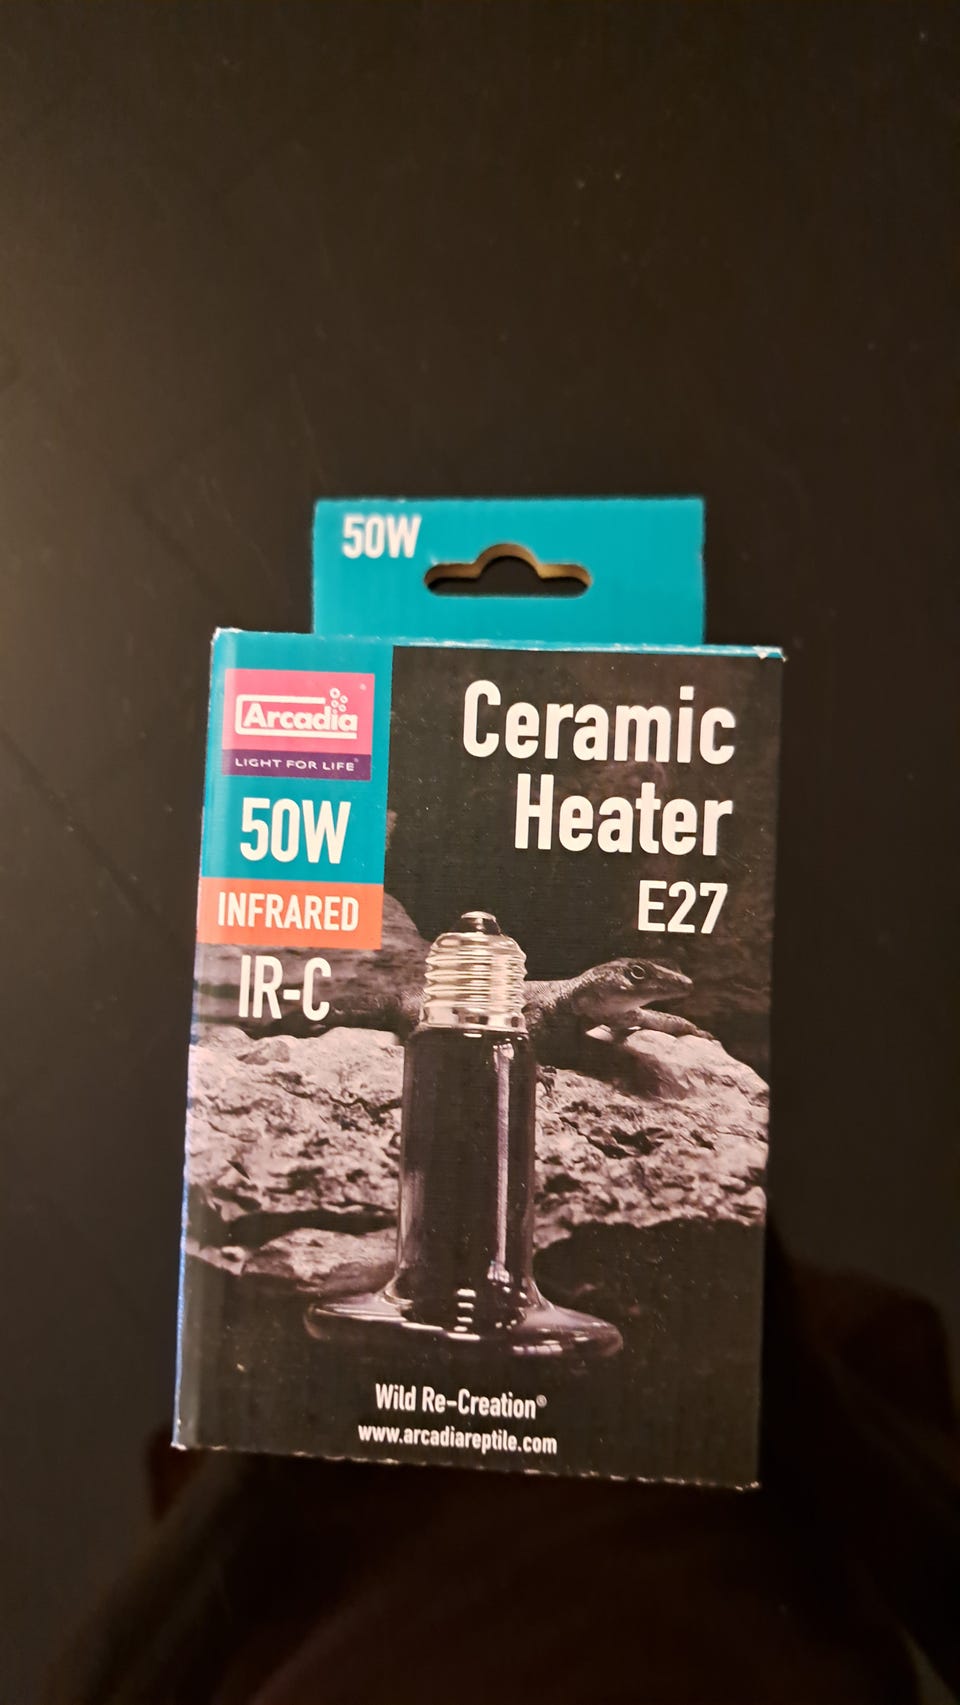 50W
Arcadia®
LIGHT FOR LIFE®
50W
INFRARED
IR-C
Ceramic
Heater
E27
Wild Re-Creation®
www.arcadiareptile.com